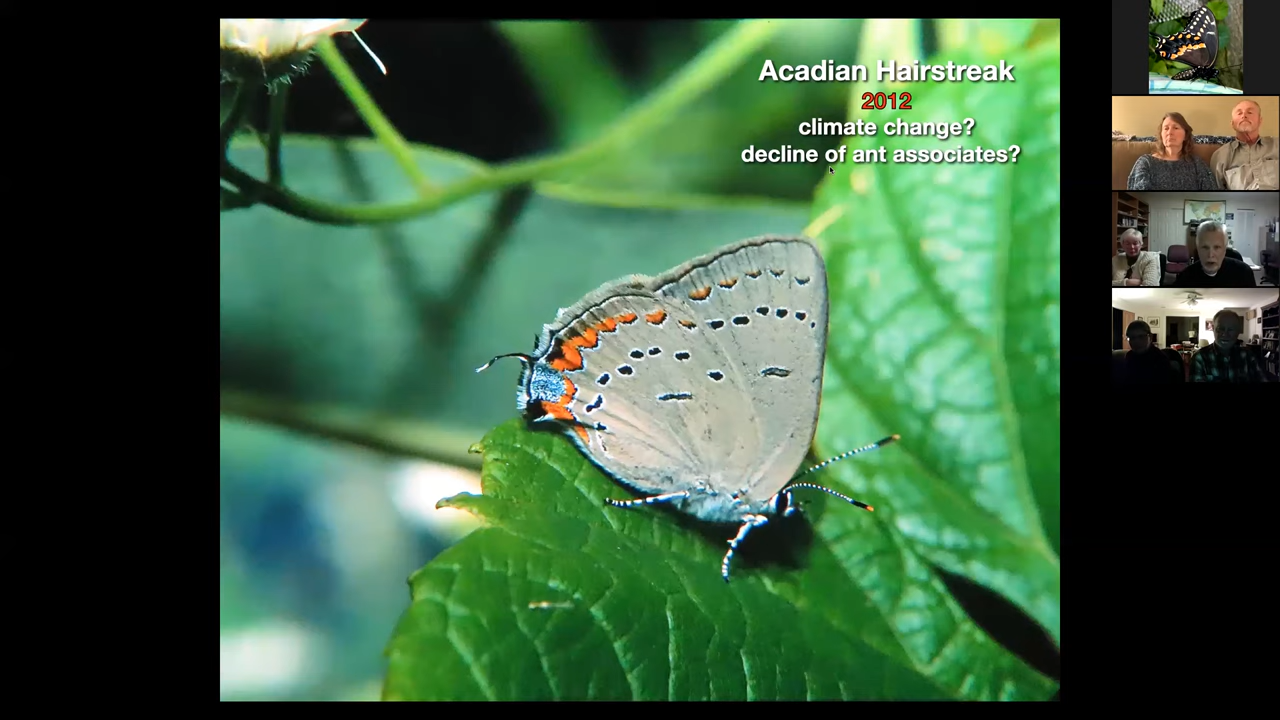 Acadian Hairstreak
2012
climate change?
decline of ant associates?